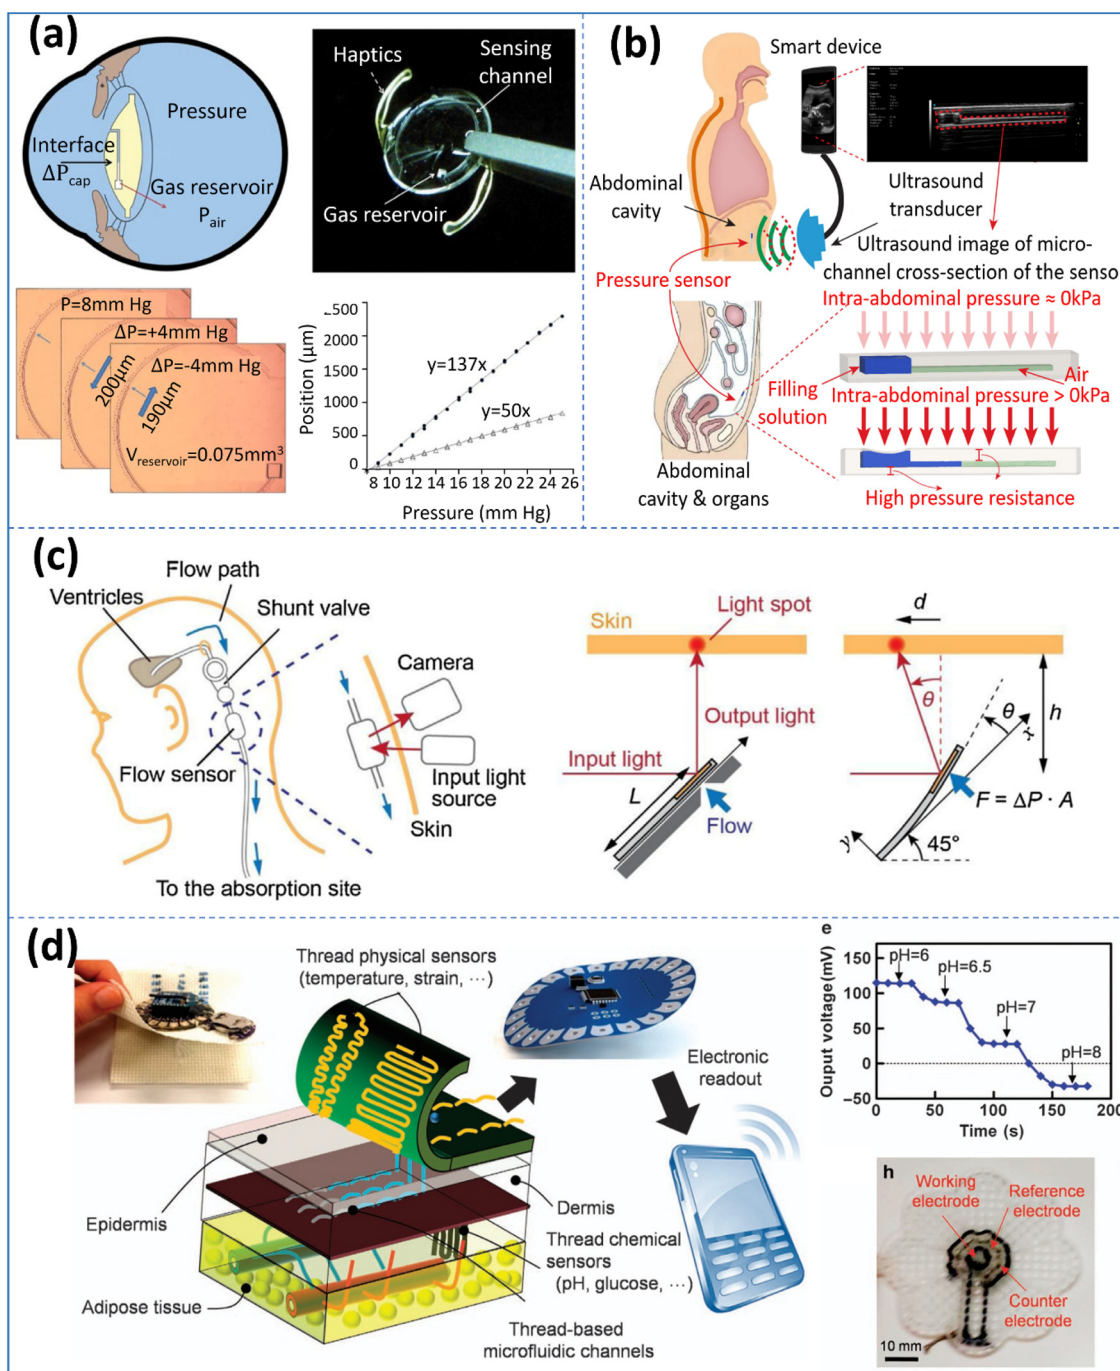 (a)
Pressure
Interface
ΔPcap
Gas reservoir
Pair
Haptics
Sensing
channel
Gas reservoir
P=8mm Hg
ΔP=+4mm Hg
ΔP=-4mm Hg
200μm
190μm
Vreservoir=0.075mm³
Position (μm)
2500
2000
1500
1000
500
0
y=137x
y=50x
8 10 12 14 16 18 20 22 24 26
Pressure (mm Hg)
(b)
Smart device
Abdominal
cavity
Ultrasound
transducer
Pressure sensor
Ultrasound image of micro-
channel cross-section of the senso
Intra-abdominal pressure ≈ 0kPa
Filling
solution
Air
Intra-abdominal pressure > 0kPa
High pressure resistance
Abdominal
cavity & organs
(c)
Flow path
Ventricles
Shunt valve
Camera
Flow sensor
Input light
source
Skin
To the absorption site
Skin
Light spot
Output light
Input light
L
Flow
d
θ
θ
h
x
F = ΔP · A
y
45°
(d)
Thread physical sensors
(temperature, strain, ···)
Electronic
readout
Epidermis
Dermis
Thread chemical
sensors
(pH, glucose, ···)
Adipose tissue
Thread-based
microfluidic channels
e
Ouput voltage(mV)
150
100
50
0
−50
pH=6
pH=6.5
pH=7
pH=8
0 50 100 150 200
Time (s)
h
Working
electrode
Reference
electrode
Counter
electrode
10 mm